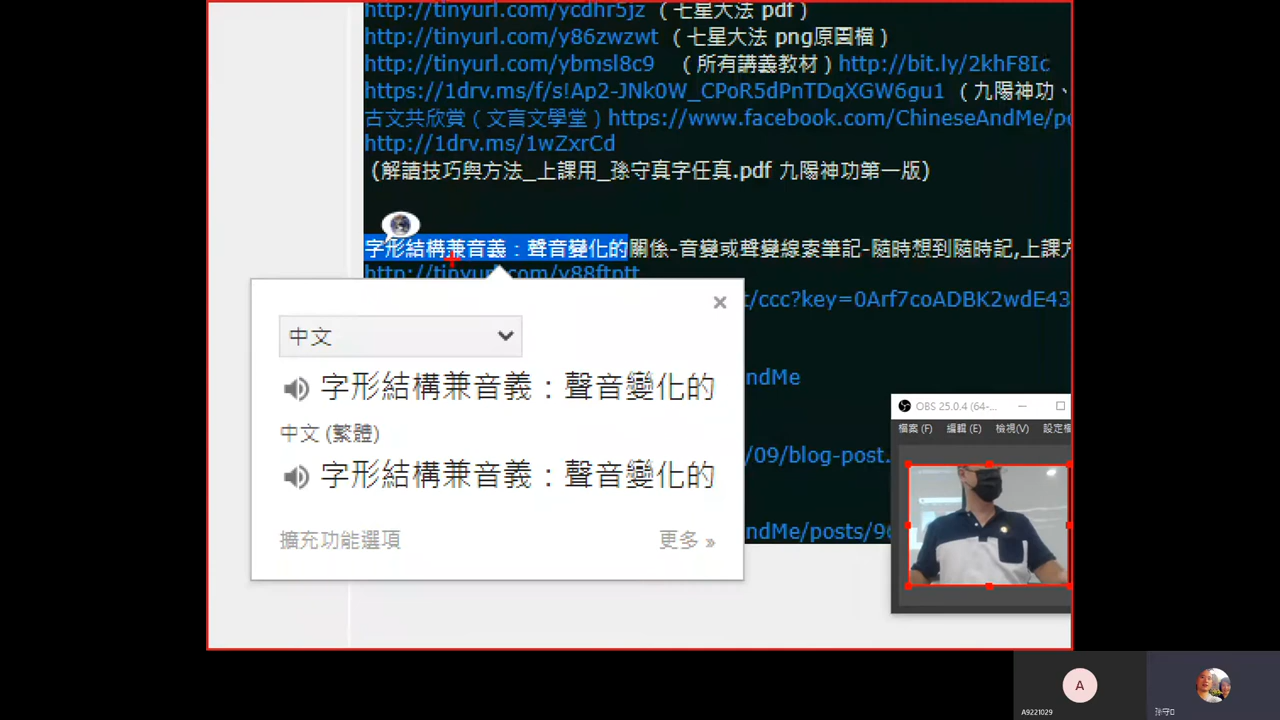 http://tinyurl.com/ycdhr5jz （七星大法 pdf）
http://tinyurl.com/y86zwzwt （七星大法 png原圖檔）
http://tinyurl.com/ybmsl8c9 （所有講義教材）http://bit.ly/2khF8Ic
https://1drv.ms/f/s!Ap2-JNk0W_CPoR5dPnTDqXGW6gu1 （九陽神功、
古文共欣賞（文言文學堂）https://www.facebook.com/ChineseAndMe/po
http://1drv.ms/1wZxrCd
(解讀技巧與方法_上課用_孫守真字任真.pdf 九陽神功第一版)
字形結構兼音義：聲音變化的關係-音變或聲變線索筆記-隨時想到隨時記,上課方
http://tinyurl.com/y88ftptt
t/ccc?key=0Arf7coADBK2wdE43
中文
字形結構兼音義：聲音變化的
ndMe
中文 (繁體)
字形結構兼音義：聲音變化的
/09/blog-post.
擴充功能選項
更多 »
ndMe/posts/96
OBS 25.0.4 (64-...
檔案 (F) 編輯 (E) 檢視(V) 設定檔
A
A9221029
孫守